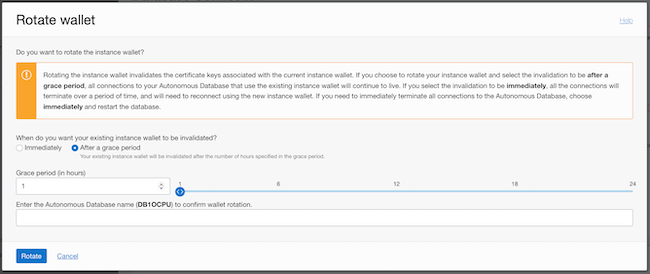 Rotate wallet
Help
Do you want to rotate the instance wallet?
Rotating the instance wallet invalidates the certificate keys associated with the current instance wallet. If you choose to rotate your instance wallet and select the invalidation to be after a
grace period, all connections to your Autonomous Database that use the existing instance wallet will continue to live. If you select the invalidation to be immediately, all the connections will
terminate over a period of time, and will need to reconnect using the new instance wallet. If you need to immediately terminate all connections to the Autonomous Database, choose
immediately and restart the database.
When do you want your existing instance wallet to be invalidated?
Immediately After a grace period
Your existing instance wallet will be invalidated after the number of hours specified in the grace period.
Grace period (in hours)
1
1 6 12 18 24
Enter the Autonomous Database name (DB1OCPU) to confirm wallet rotation.
Rotate Cancel